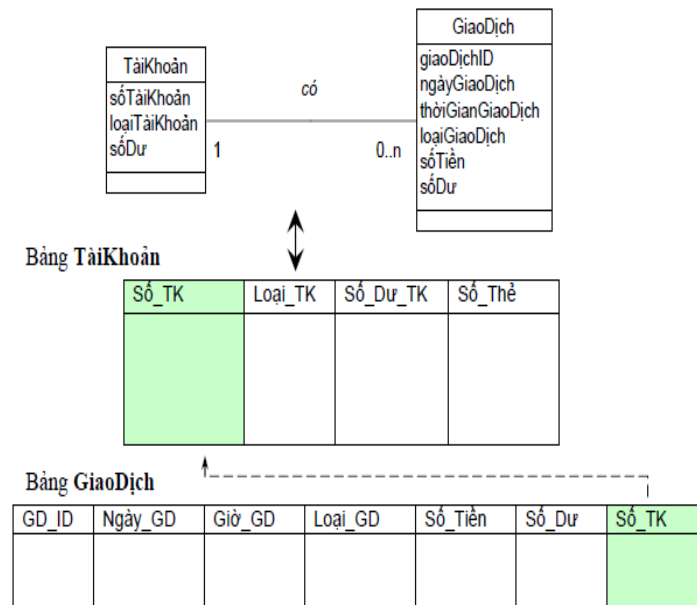 GiaoDịch
giaoDịchID
ngàyGiaoDịch
thờiGianGiaoDịch
loạiGiaoDịch
sốTiền
sốDư
TàiKhoản
sốTàiKhoản
loạiTàiKhoản
sốDư
có
1
0..n
Bảng TàiKhoản
Số_TK Loại_TK Số_Dư_TK Số_Thẻ
Bảng GiaoDịch
GD_ID Ngày_GD Giờ_GD Loại_GD Số_Tiền Số_Dư Số_TK